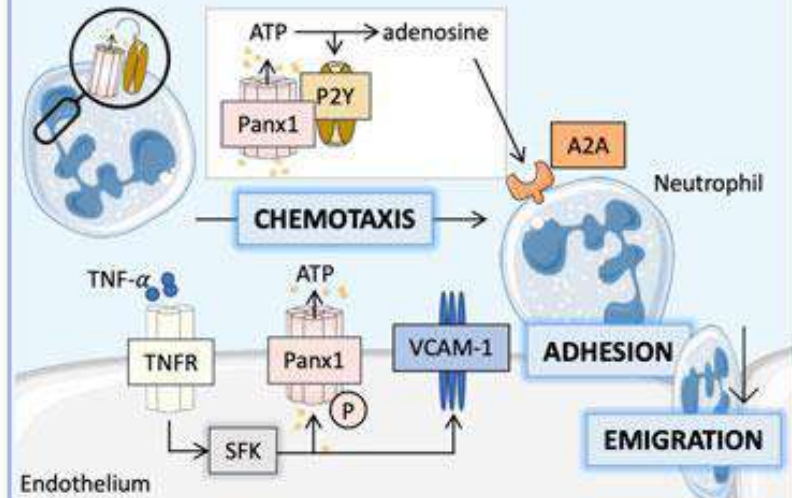 ATP
adenosine
P2Y
Panx1
A2A
Neutrophil
CHEMOTAXIS
TNF-α
ATP
TNFR
Panx1
VCAM-1
ADHESION
P
SFK
EMIGRATION
Endothelium